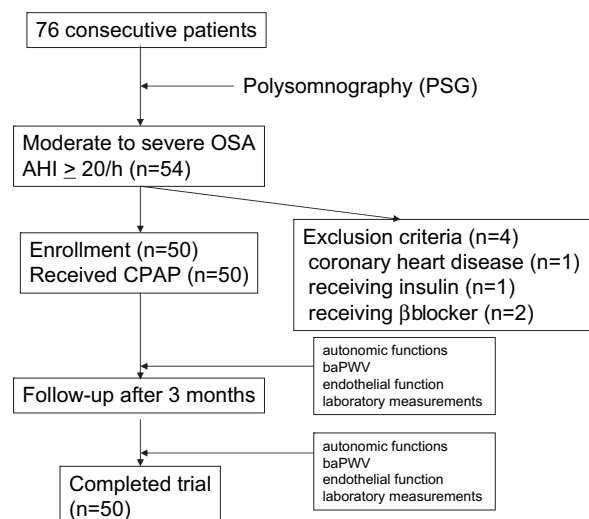 76 consecutive patients
Polysomnography (PSG)
Moderate to severe OSA
AHI ≥ 20/h (n=54)
Enrollment (n=50)
Received CPAP (n=50)
Exclusion criteria (n=4)
coronary heart disease (n=1)
receiving insulin (n=1)
receiving βblocker (n=2)
autonomic functions
baPWV
endothelial function
laboratory measurements
Follow-up after 3 months
autonomic functions
baPWV
endothelial function
laboratory measurements
Completed trial
(n=50)